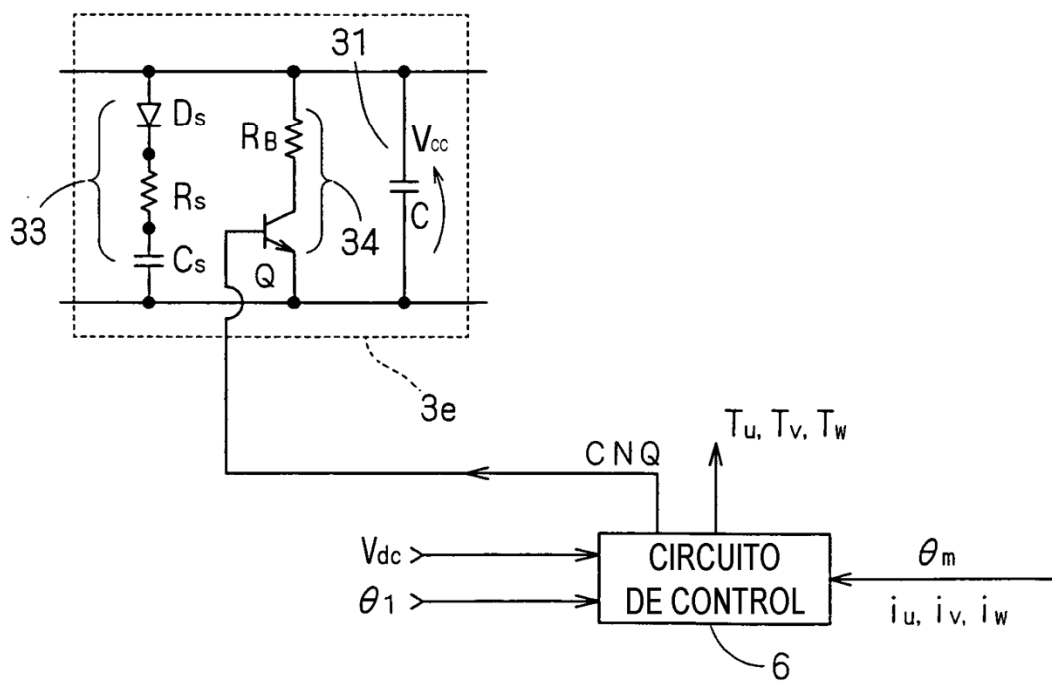 31
Ds
RB
Vcc
Rs
C
33
34
Cs
Q
3e
Tu, Tv, Tw
CNQ
Vdc
CIRCUITO
DE CONTROL
θm
θ1
iu, iv, iw
6